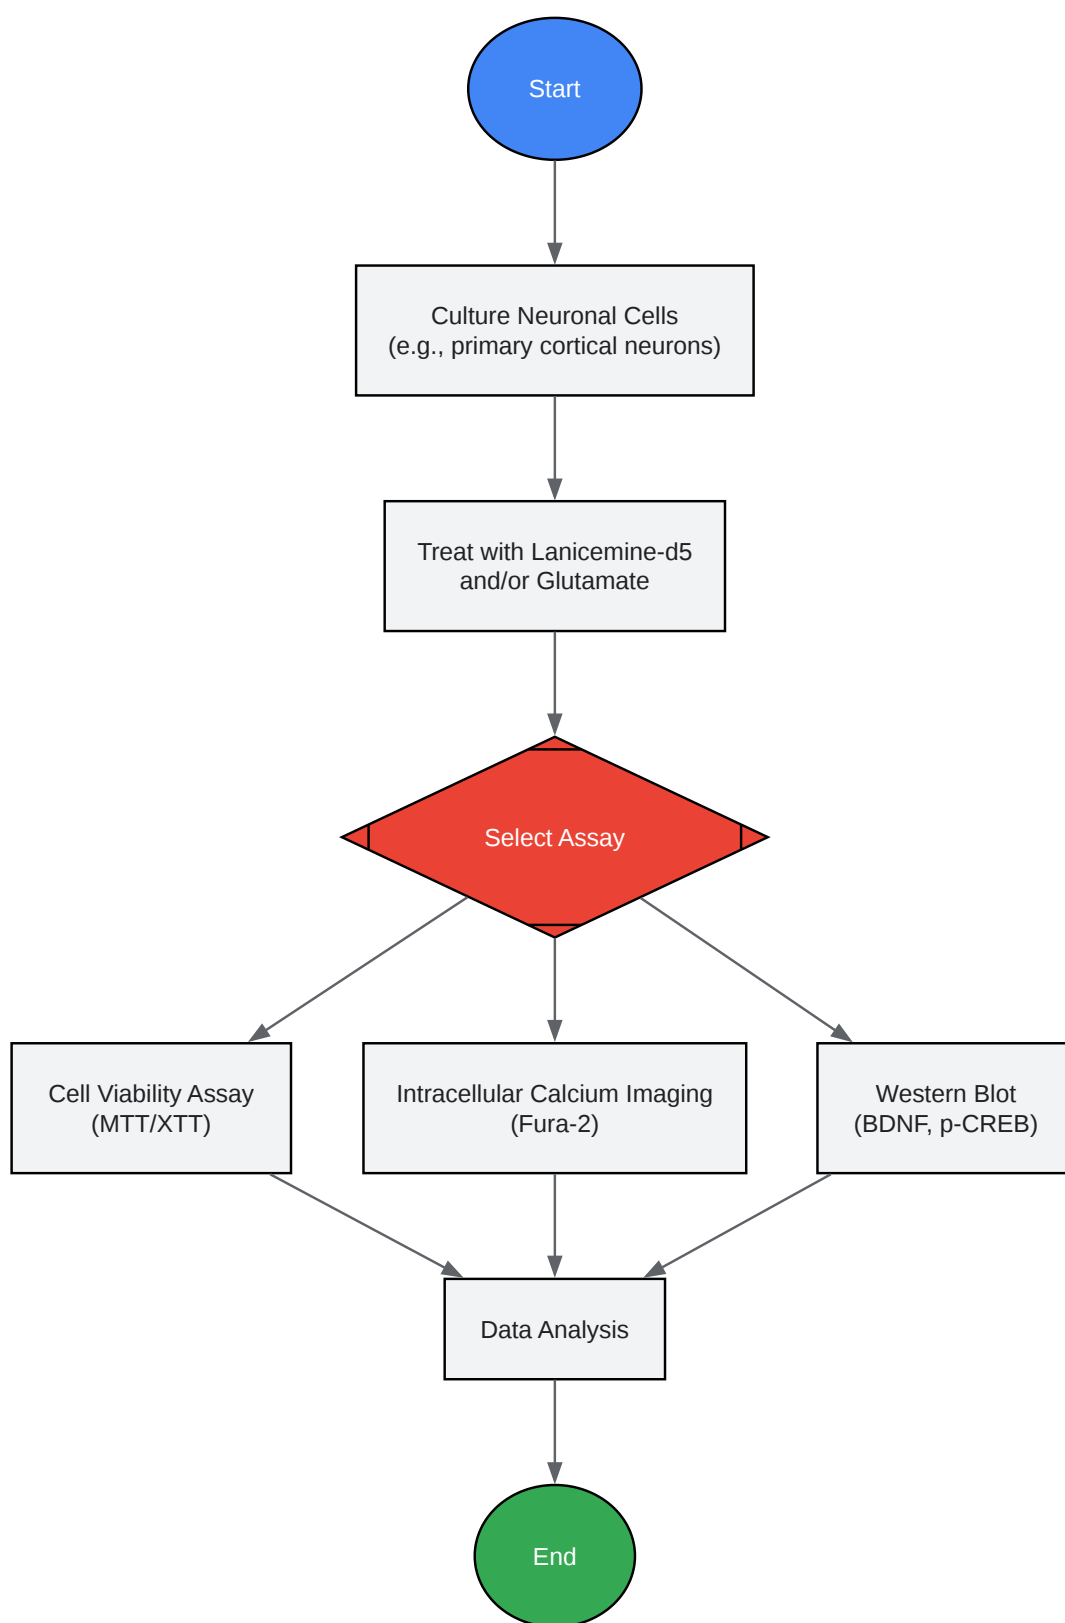 Start
Culture Neuronal Cells
(e.g., primary cortical neurons)
Treat with Lanicemine-d5
and/or Glutamate
Select Assay
Cell Viability Assay
(MTT/XTT)
Intracellular Calcium Imaging
(Fura-2)
Western Blot
(BDNF, p-CREB)
Data Analysis
End